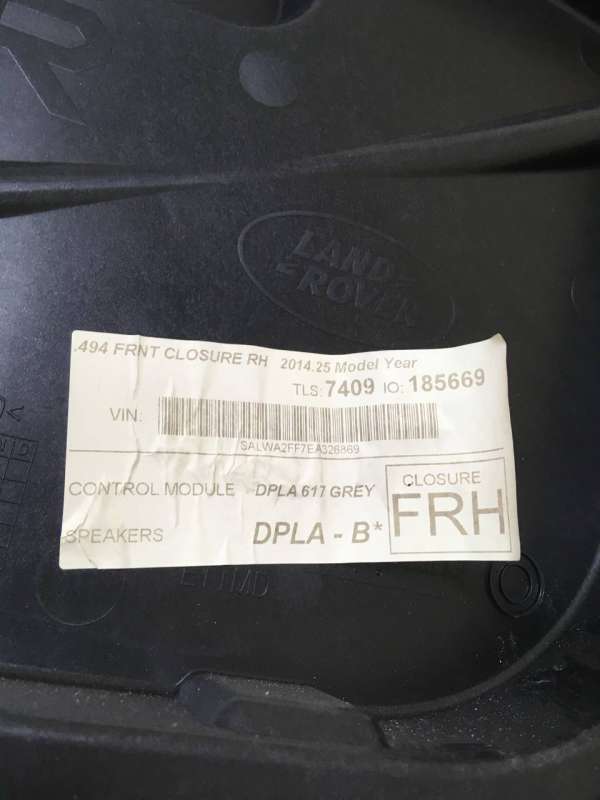 LAND
ROVER
.494 FRNT CLOSURE RH 2014.25 Model Year
TLS: 7409 IO: 185669
VIN:
SALWA2FF7EA326869
CONTROL MODULE DPLA 617 GREY
SPEAKERS DPLA - B*
CLOSURE
FRH